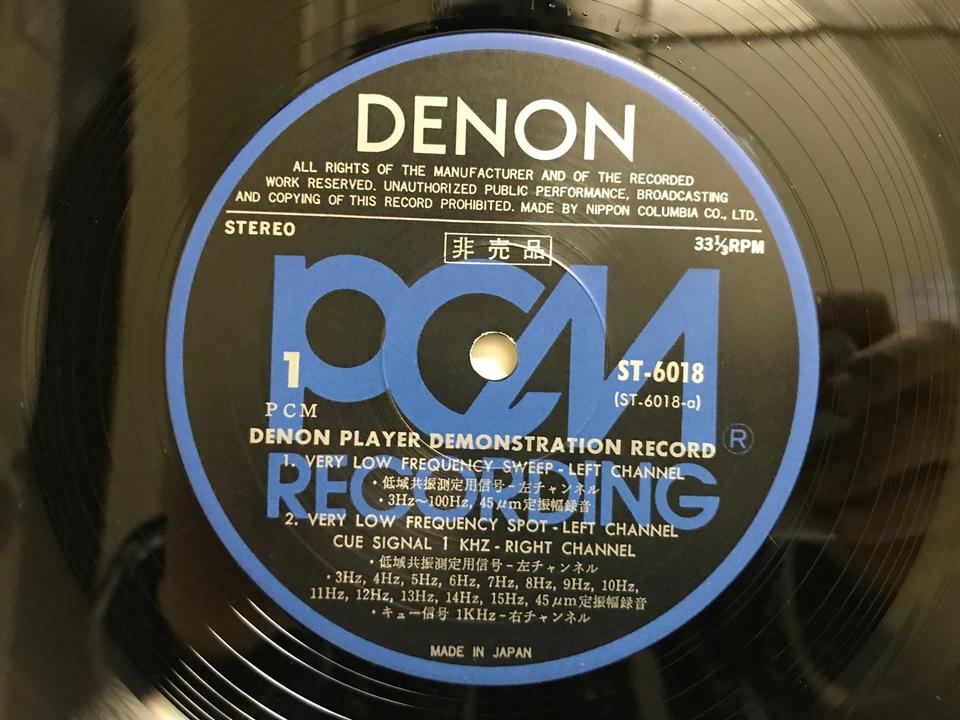 DENON
ALL RIGHTS OF THE MANUFACTURER AND OF THE RECORDED
WORK RESERVED. UNAUTHORIZED PUBLIC PERFORMANCE, BROADCASTING
AND COPYING OF THIS RECORD PROHIBITED. MADE BY NIPPON COLUMBIA CO., LTD.
STEREO
非売品
33⅓RPM
PCM
1
ST-6018
(ST-6018-a)
PCM
®
DENON PLAYER DEMONSTRATION RECORD
RECORDING
1. VERY LOW FREQUENCY SWEEP - LEFT CHANNEL
・低域共振測定用信号－左チャンネル
・3Hz〜100Hz, 45μm定振幅録音
2. VERY LOW FREQUENCY SPOT - LEFT CHANNEL
CUE SIGNAL 1 KHZ - RIGHT CHANNEL
・低域共振測定用信号－左チャンネル
・3Hz, 4Hz, 5Hz, 6Hz, 7Hz, 8Hz, 9Hz, 10Hz,
11Hz, 12Hz, 13Hz, 14Hz, 15Hz, 45μm定振幅録音
・キュー信号 1KHz－右チャンネル
MADE IN JAPAN